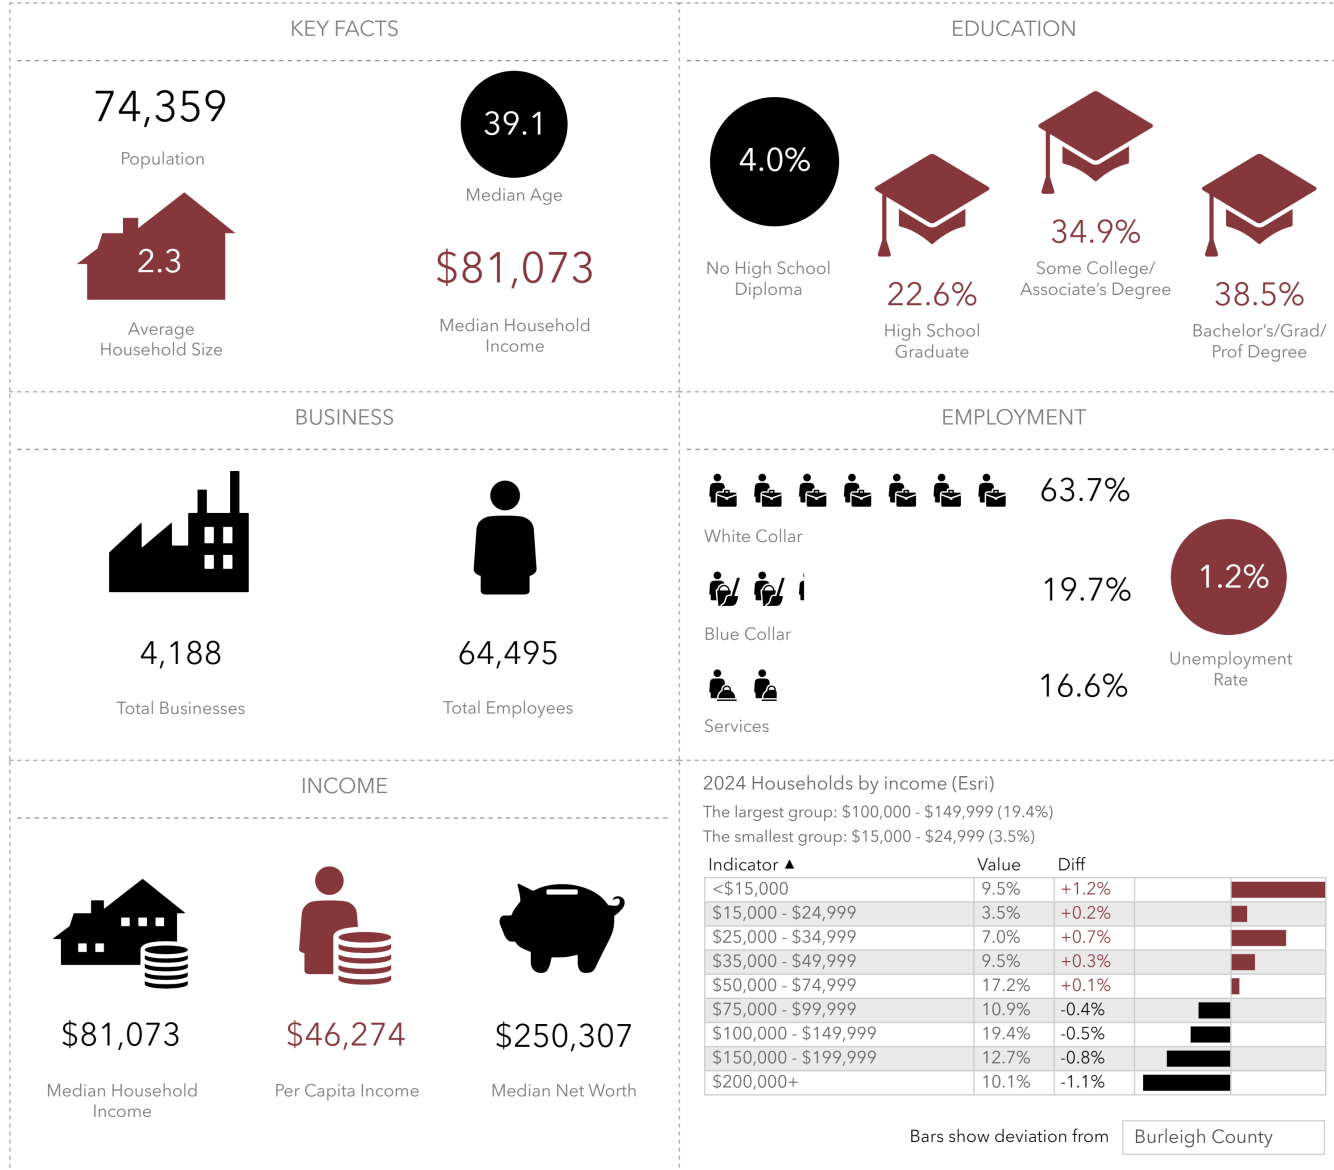 KEY FACTS
74,359
Population
39.1
Median Age
2.3
Average
Household Size
$81,073
Median Household
Income
EDUCATION
4.0%
No High School
Diploma
22.6%
High School
Graduate
34.9%
Some College/
Associate's Degree
38.5%
Bachelor's/Grad/
Prof Degree
BUSINESS
4,188
Total Businesses
64,495
Total Employees
EMPLOYMENT
63.7%
White Collar
19.7%
Blue Collar
16.6%
Services
1.2%
Unemployment
Rate
INCOME
$81,073
Median Household
Income
$46,274
Per Capita Income
$250,307
Median Net Worth
2024 Households by income (Esri)
The largest group: $100,000 - $149,999 (19.4%)
The smallest group: $15,000 - $24,999 (3.5%)
Indicator ▲ Value Diff
<$15,000 9.5% +1.2%
$15,000 - $24,999 3.5% +0.2%
$25,000 - $34,999 7.0% +0.7%
$35,000 - $49,999 9.5% +0.3%
$50,000 - $74,999 17.2% +0.1%
$75,000 - $99,999 10.9% -0.4%
$100,000 - $149,999 19.4% -0.5%
$150,000 - $199,999 12.7% -0.8%
$200,000+ 10.1% -1.1%
Bars show deviation from Burleigh County